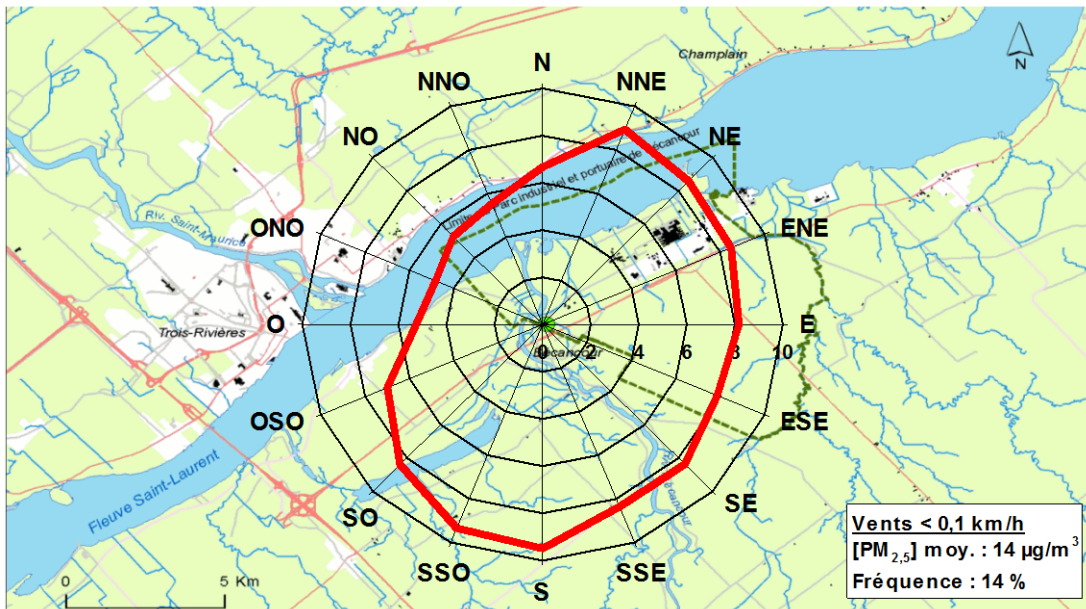 Champlain
N
N
NNO
NNE
NO
NE
Limite du Parc industriel et portuaire de Bécancour
ONO
ENE
Riv. Saint-Maurice
Trois-Rivières
O
E
0 2 4 6 8 10
Bécancour
OSO
ESE
Fleuve Saint-Laurent
SO
SE
SSO
SSE
S
0 5 Km
Vents < 0,1 km/h
[PM2,5] moy. : 14 µg/m³
Fréquence : 14 %